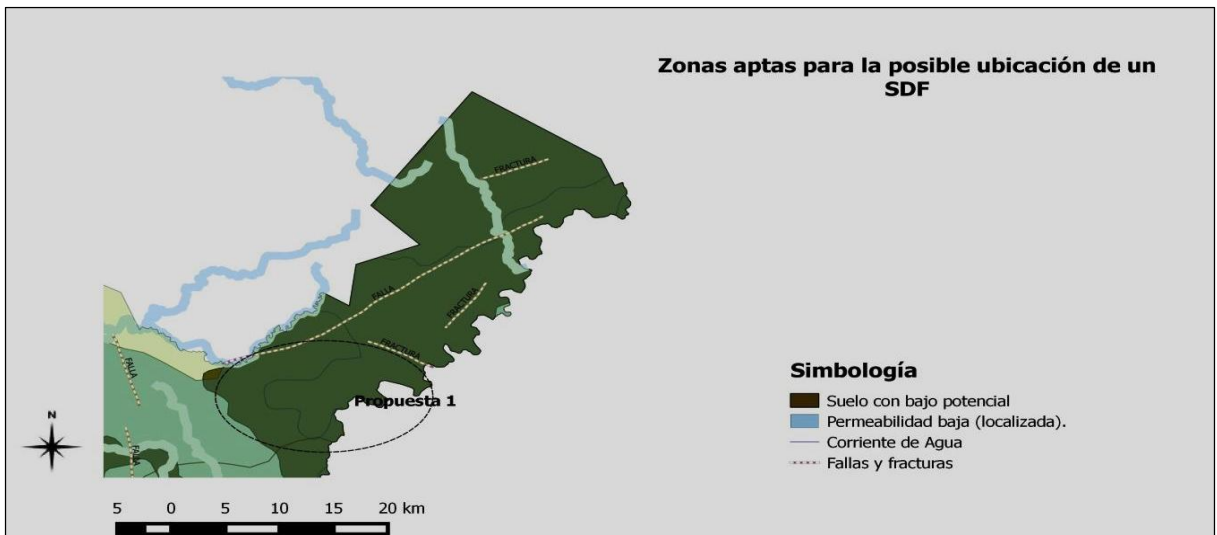 Zonas aptas para la posible ubicación de un
SDF
FRACTURA
FALLA
FRACTURA
FRACTURA
FALLA
Propuesta 1
FALLA
N
Simbología
Suelo con bajo potencial
Permeabilidad baja (localizada).
Corriente de Agua
Fallas y fracturas
5 0 5 10 15 20 km